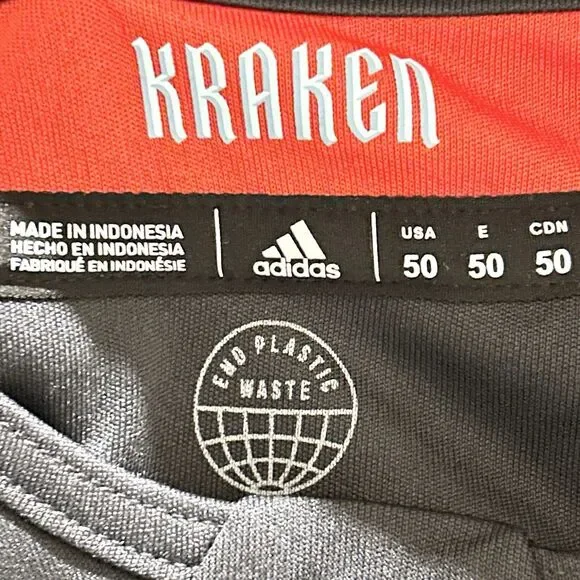 KRAKEN
MADE IN INDONESIA
HECHO EN INDONESIA
FABRIQUÉ EN INDONÉSIE
adidas
USA E CDN
50 50 50
END PLASTIC
WASTE